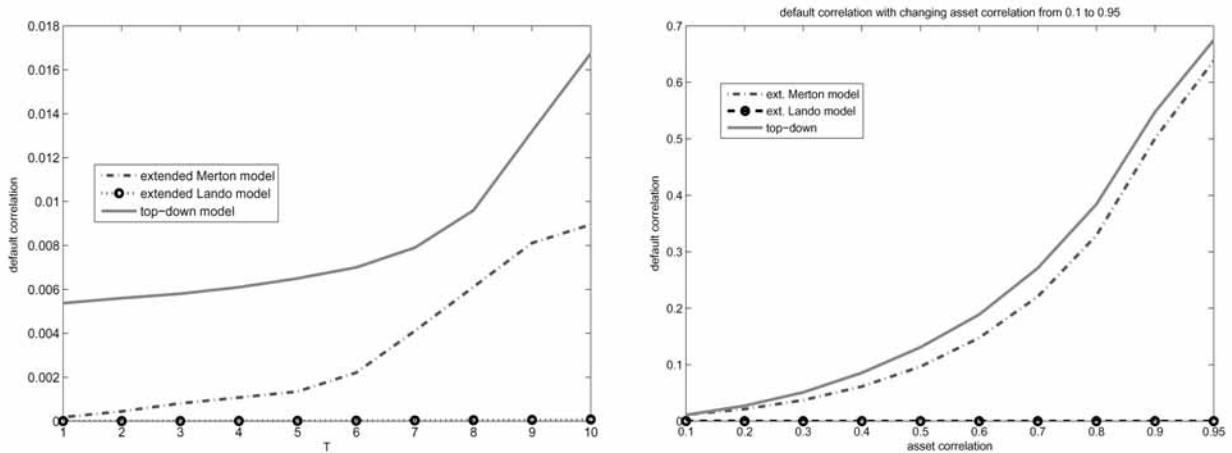 0.018
0.016
0.014
0.012
0.01
0.008
0.006
0.004
0.002
0
default correlation
extended Merton model
extended Lando model
top-down model
1 2 3 4 5 6 7 8 9 10
T
default correlation with changing asset correlation from 0.1 to 0.95
0.7
0.6
0.5
0.4
0.3
0.2
0.1
0
default correlation
ext. Merton model
ext. Lando model
top-down
0.1 0.2 0.3 0.4 0.5 0.6 0.7 0.8 0.9 0.95
asset correlation